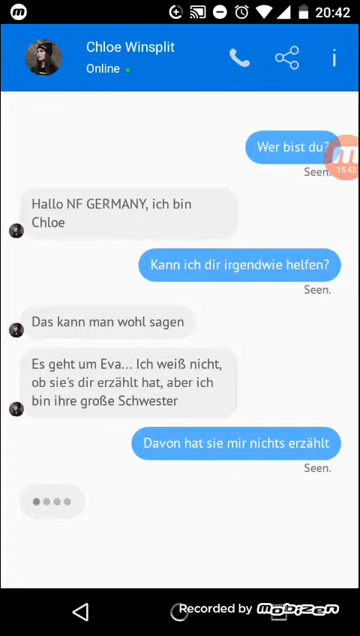 20:42
Chloe Winsplit
Online
i
Wer bist du?
15:43
Seen.
Hallo NF GERMANY, ich bin
Chloe
Kann ich dir irgendwie helfen?
Seen.
Das kann man wohl sagen
Es geht um Eva... Ich weiß nicht,
ob sie's dir erzählt hat, aber ich
bin ihre große Schwester
Davon hat sie mir nichts erzählt
Seen.
Recorded by MOBIZEN